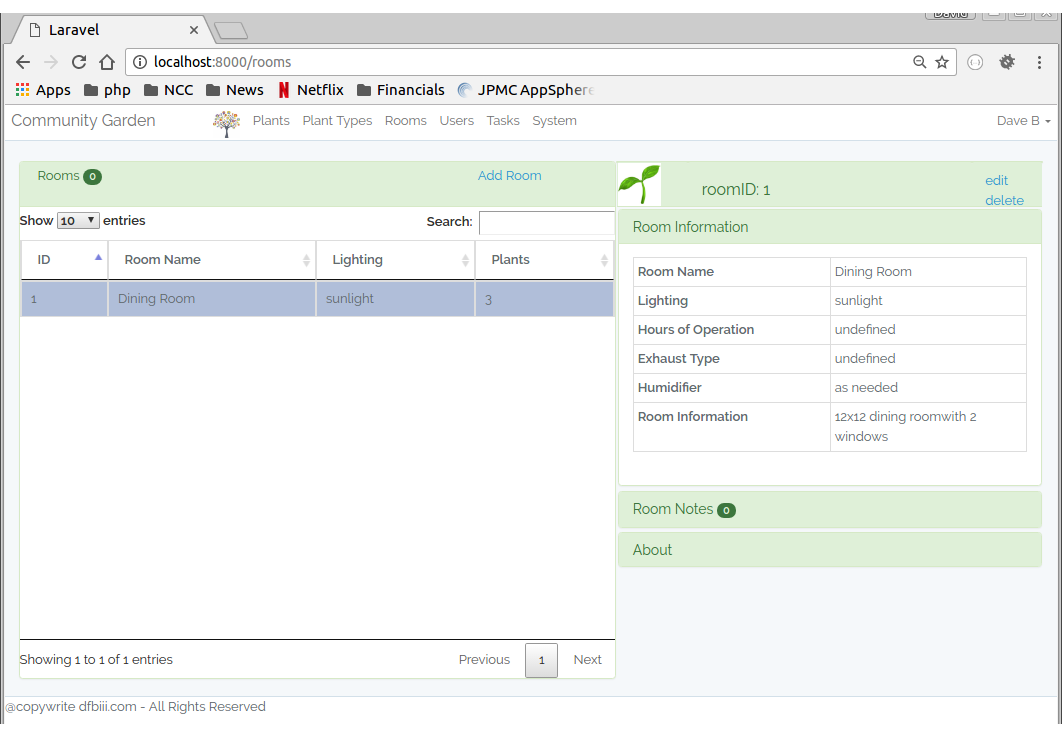 David
Laravel
localhost:8000/rooms
Apps php NCC News Netflix Financials JPMC AppSphere
Community Garden Plants Plant Types Rooms Users Tasks System Dave B
Rooms 0 Add Room
Show 10 entries Search:
ID Room Name Lighting Plants
1 Dining Room sunlight 3
Showing 1 to 1 of 1 entries Previous 1 Next
roomID: 1
edit
delete
Room Information
Room Name Dining Room
Lighting sunlight
Hours of Operation undefined
Exhaust Type undefined
Humidifier as needed
Room Information 12x12 dining roomwith 2
windows
Room Notes 0
About
@copywrite dfbiii.com - All Rights Reserved